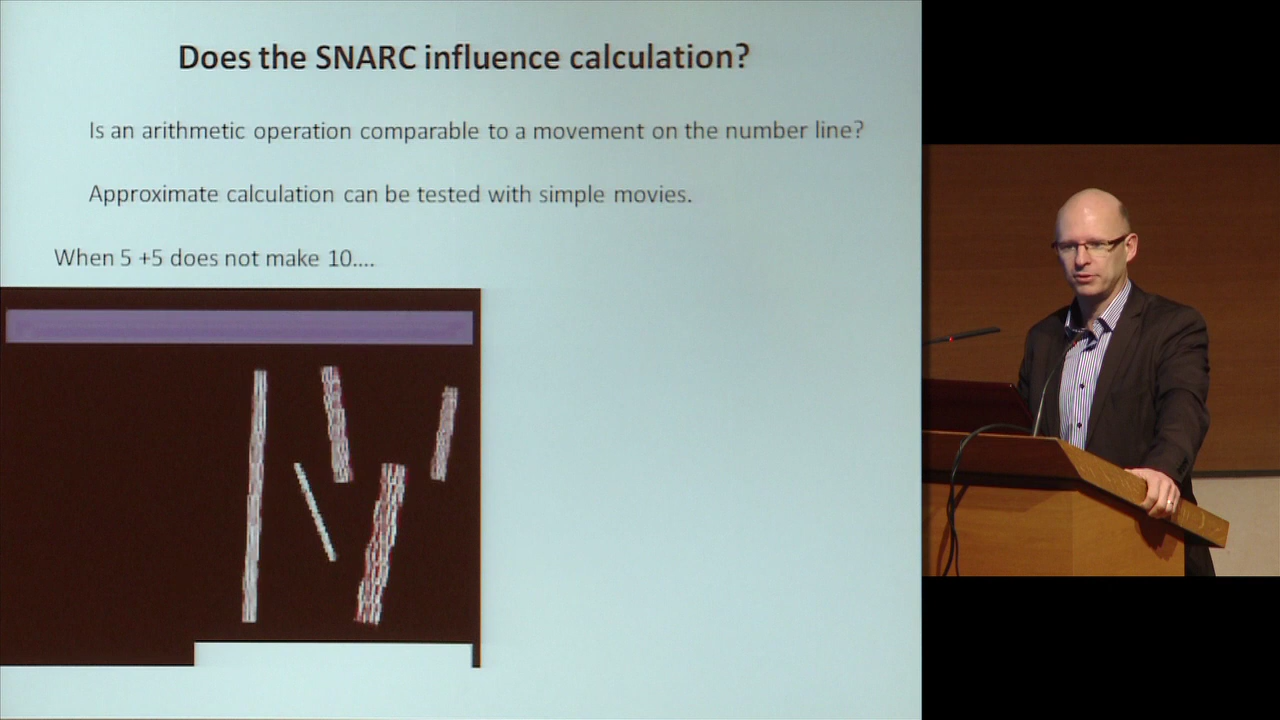 Does the SNARC influence calculation?
Is an arithmetic operation comparable to a movement on the number line?
Approximate calculation can be tested with simple movies.
When 5 +5 does not make 10....